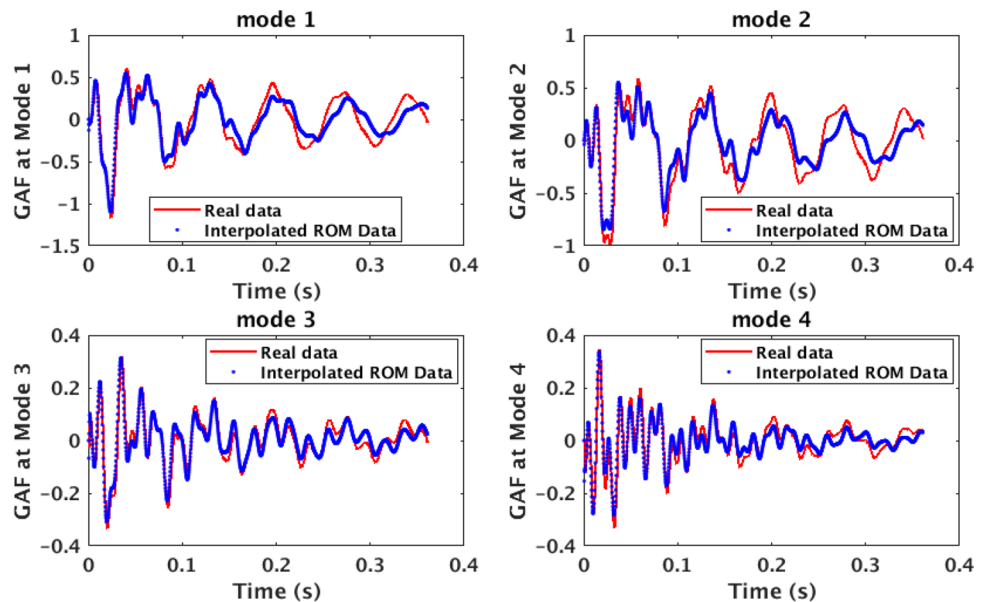 mode 1
GAF at Mode 1
1
0.5
0
−0.5
−1
−1.5
Real data
Interpolated ROM Data
0 0.1 0.2 0.3 0.4
Time (s)
mode 2
GAF at Mode 2
1
0.5
0
−0.5
−1
Real data
Interpolated ROM Data
0 0.1 0.2 0.3 0.4
Time (s)
mode 3
GAF at Mode 3
0.4
0.2
0
−0.2
−0.4
Real data
Interpolated ROM Data
0 0.1 0.2 0.3 0.4
Time (s)
mode 4
GAF at Mode 4
0.4
0.2
0
−0.2
−0.4
Real data
Interpolated ROM Data
0 0.1 0.2 0.3 0.4
Time (s)